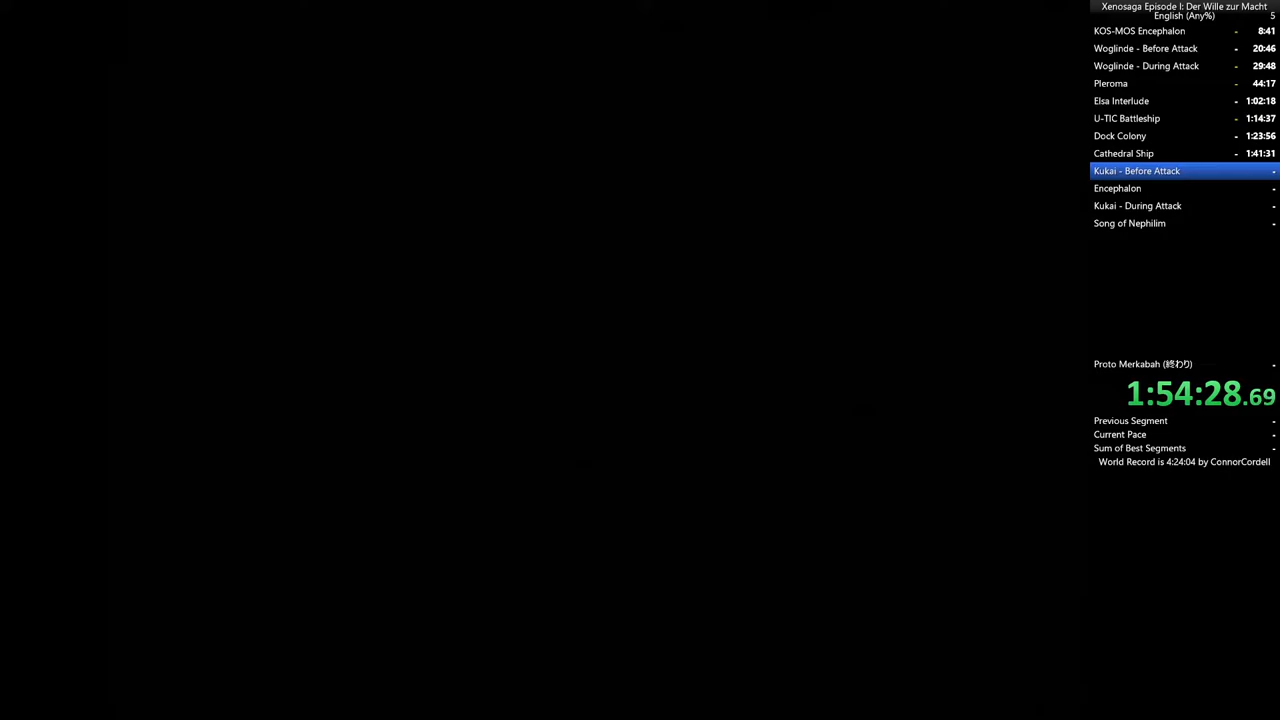 Xenosaga Episode I: Der Wille zur Macht
English (Any%) 5
KOS-MOS Encephalon - 8:41
Woglinde - Before Attack - 20:46
Woglinde - During Attack - 29:48
Pleroma - 44:17
Elsa Interlude - 1:02:18
U-TIC Battleship - 1:14:37
Dock Colony - 1:23:56
Cathedral Ship - 1:41:31
Kukai - Before Attack -
Encephalon -
Kukai - During Attack -
Song of Nephilim -
Proto Merkabah (終わり) -
1:54:28.69
Previous Segment -
Current Pace -
Sum of Best Segments -
World Record is 4:24:04 by ConnorCordell